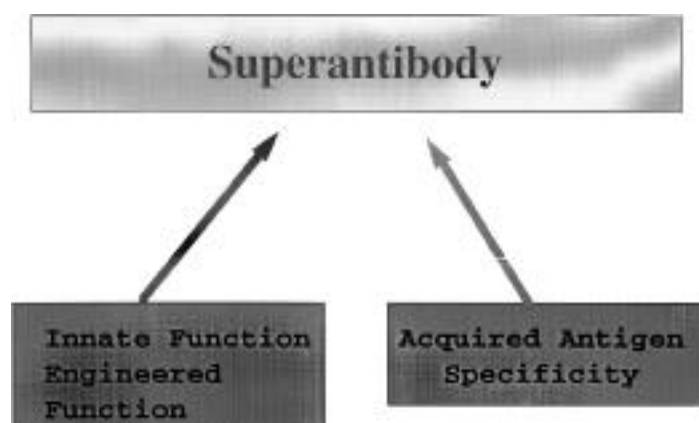 Superantibody
Innate Function
Engineered
Function
Acquired Antigen
Specificity